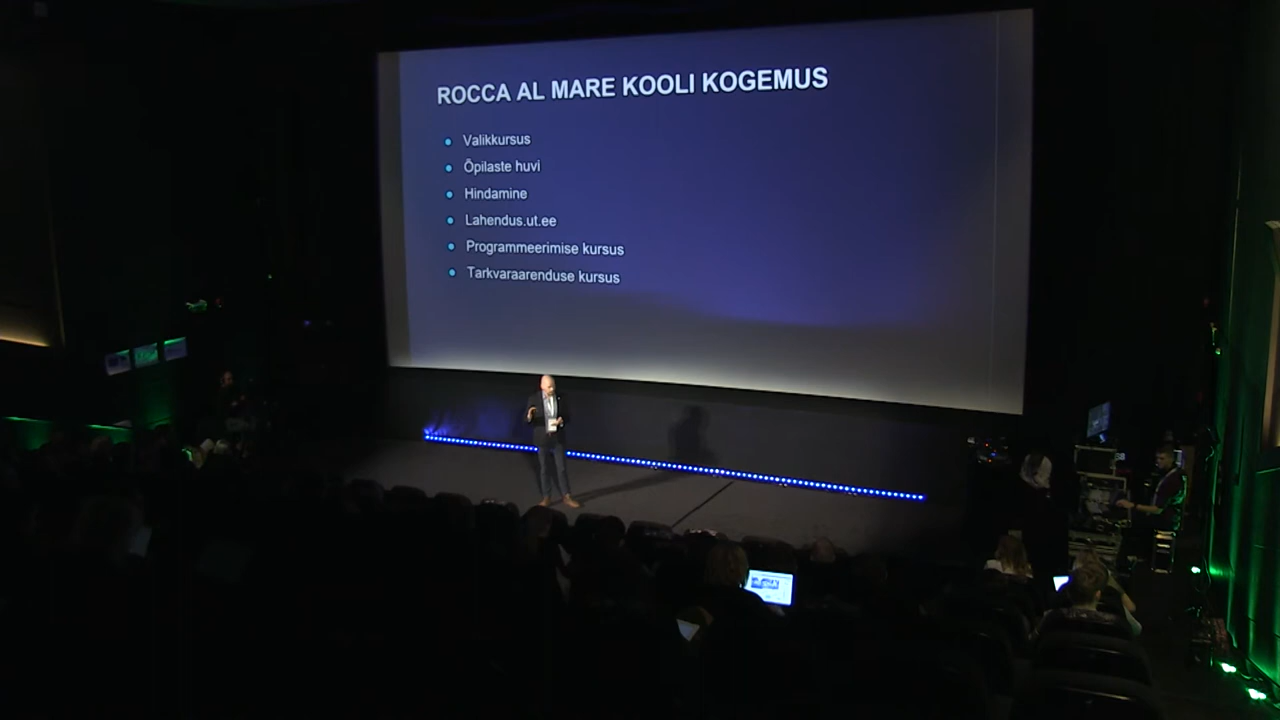 ROCCA AL MARE KOOLI KOGEMUS
Valikkursus
Õpilaste huvi
Hindamine
Lahendus.ut.ee
Programmeerimise kursus
Tarkvaraarenduse kursus